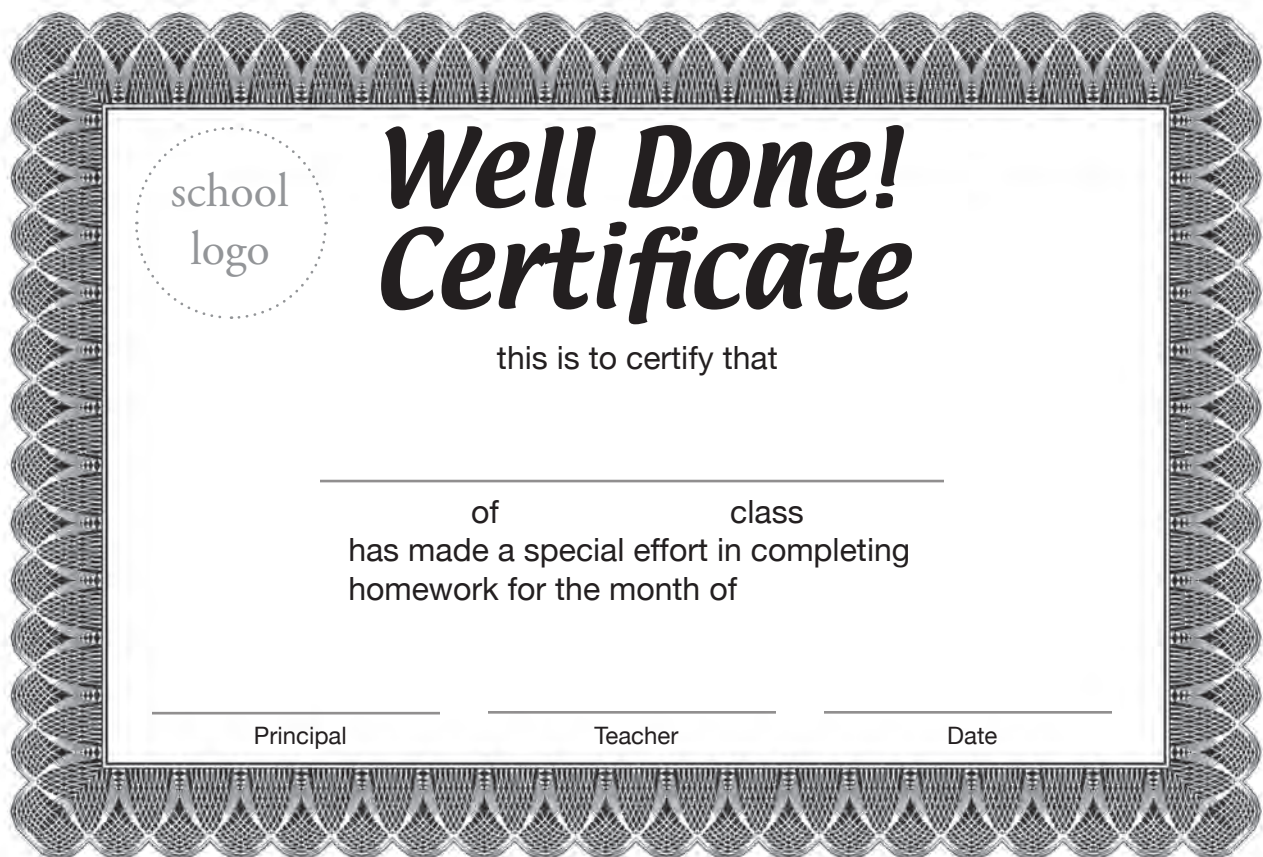 school
logo
Well Done!
Certificate
this is to certify that
of class
has made a special effort in completing
homework for the month of
Principal Teacher Date